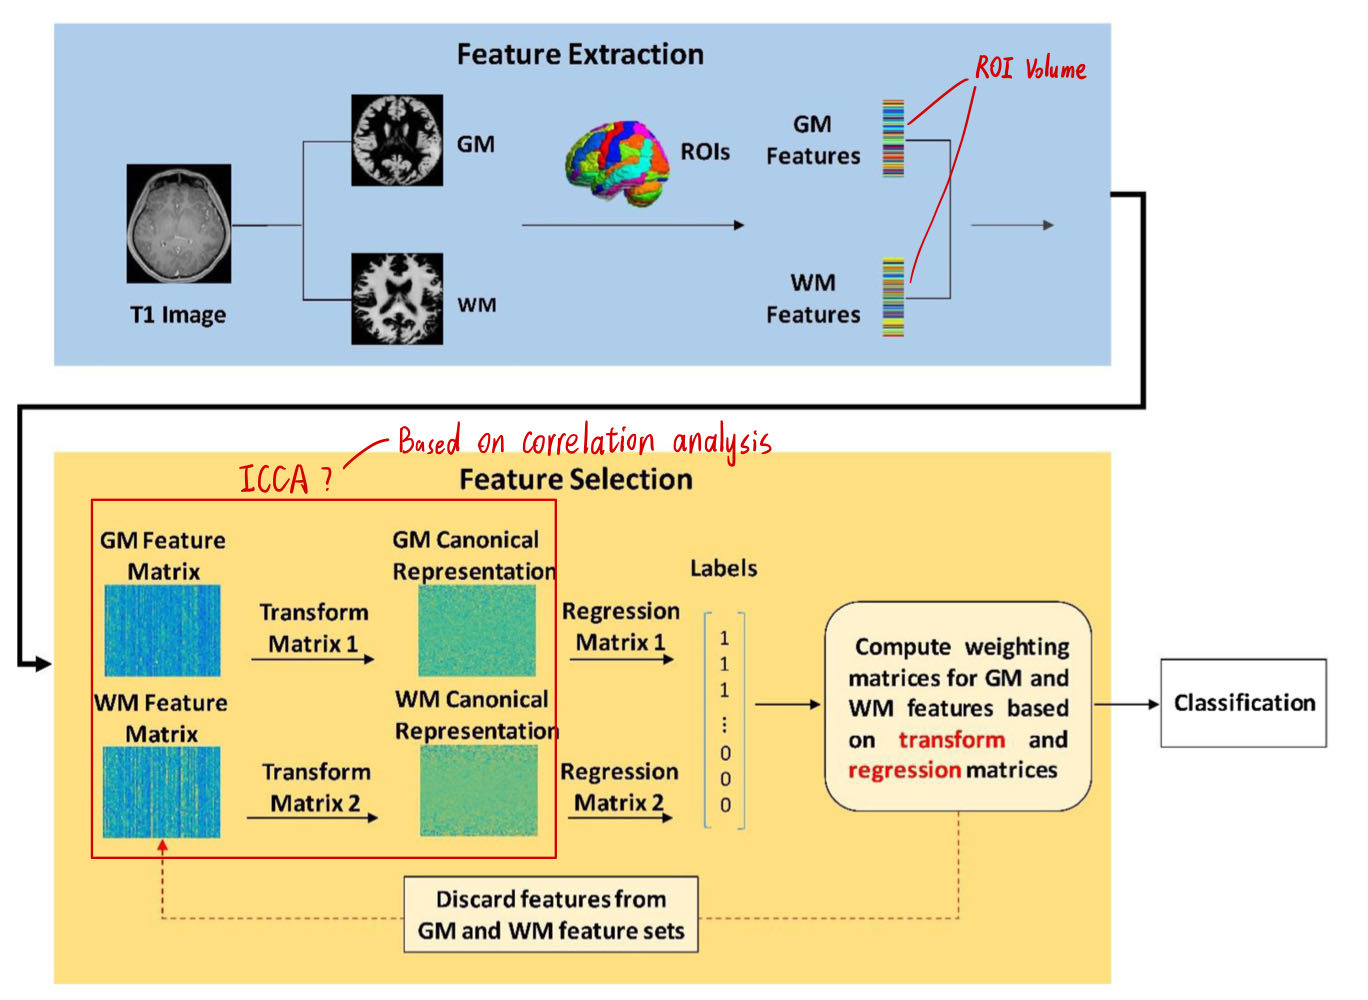 Feature Extraction
ROI Volume
GM
ROIs
GM
Features
WM
WM
Features
T1 Image
Based on correlation analysis
ICCA ?
Feature Selection
GM Feature
Matrix
GM Canonical
Representation
Labels
Transform
Matrix 1
Regression
Matrix 1
WM Feature
Matrix
WM Canonical
Representation
Transform
Matrix 2
Regression
Matrix 2
1
1
1
⋮
0
0
0
Compute weighting
matrices for GM and
WM features based
on transform and
regression matrices
Classification
Discard features from
GM and WM feature sets